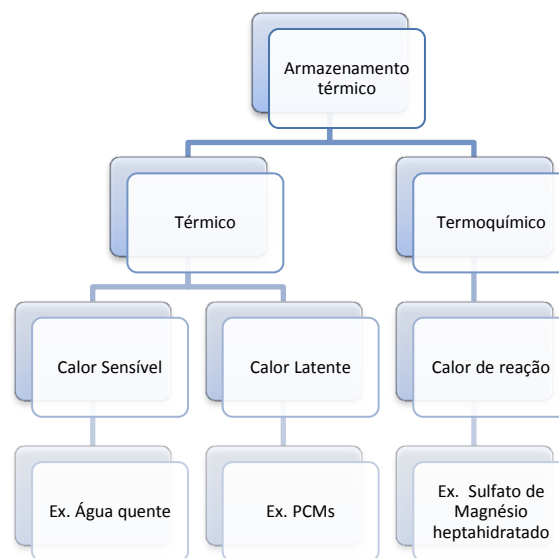 Armazenamento
térmico
Térmico
Termoquímico
Calor Sensível
Calor Latente
Calor de reação
Ex. Água quente
Ex. PCMs
Ex. Sulfato de
Magnésio
heptahidratado